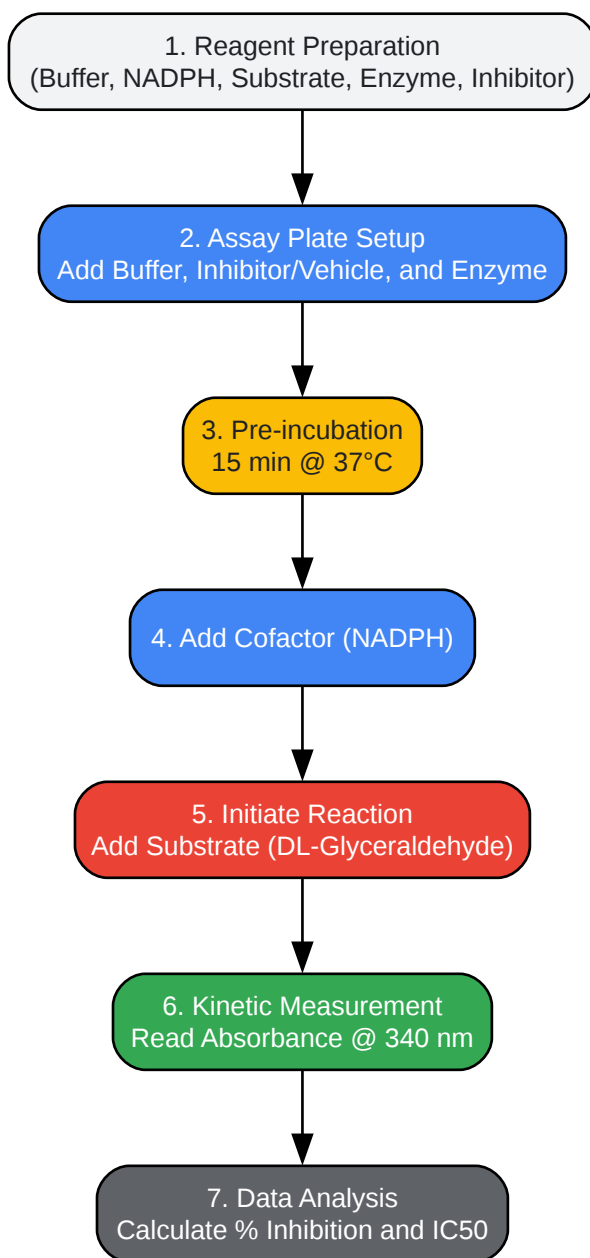 1. Reagent Preparation
(Buffer, NADPH, Substrate, Enzyme, Inhibitor)
2. Assay Plate Setup
Add Buffer, Inhibitor/Vehicle, and Enzyme
3. Pre-incubation
15 min @ 37°C
4. Add Cofactor (NADPH)
5. Initiate Reaction
Add Substrate (DL-Glyceraldehyde)
6. Kinetic Measurement
Read Absorbance @ 340 nm
7. Data Analysis
Calculate % Inhibition and IC50